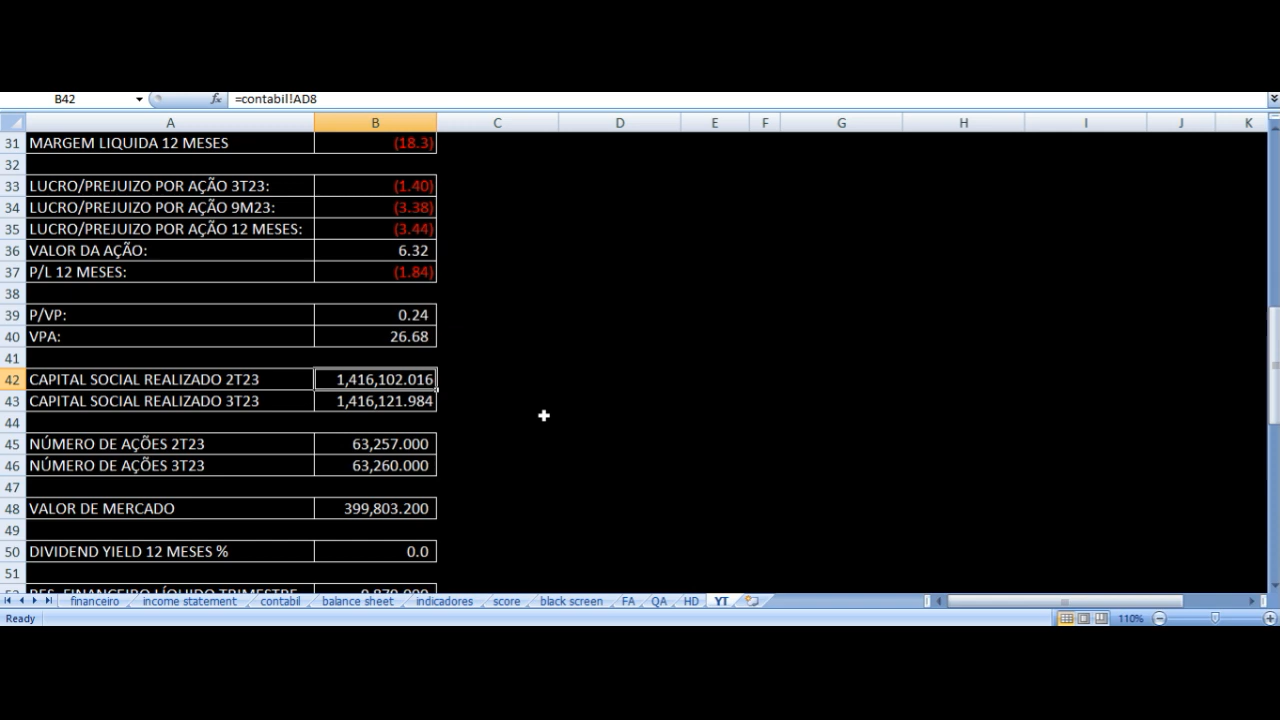 B42 fx =contabil!AD8
A B C D E F G H I J K
31 MARGEM LIQUIDA 12 MESES (18.3)
32
33 LUCRO/PREJUIZO POR AÇÃO 3T23: (1.40)
34 LUCRO/PREJUIZO POR AÇÃO 9M23: (3.38)
35 LUCRO/PREJUIZO POR AÇÃO 12 MESES: (3.44)
36 VALOR DA AÇÃO: 6.32
37 P/L 12 MESES: (1.84)
38
39 P/VP: 0.24
40 VPA: 26.68
41
42 CAPITAL SOCIAL REALIZADO 2T23 1,416,102.016
43 CAPITAL SOCIAL REALIZADO 3T23 1,416,121.984
44
45 NÚMERO DE AÇÕES 2T23 63,257.000
46 NÚMERO DE AÇÕES 3T23 63,260.000
47
48 VALOR DE MERCADO 399,803.200
49
50 DIVIDEND YIELD 12 MESES % 0.0
51
financeiro income statement contabil balance sheet indicadores score black screen FA QA HD YT
Ready 110%